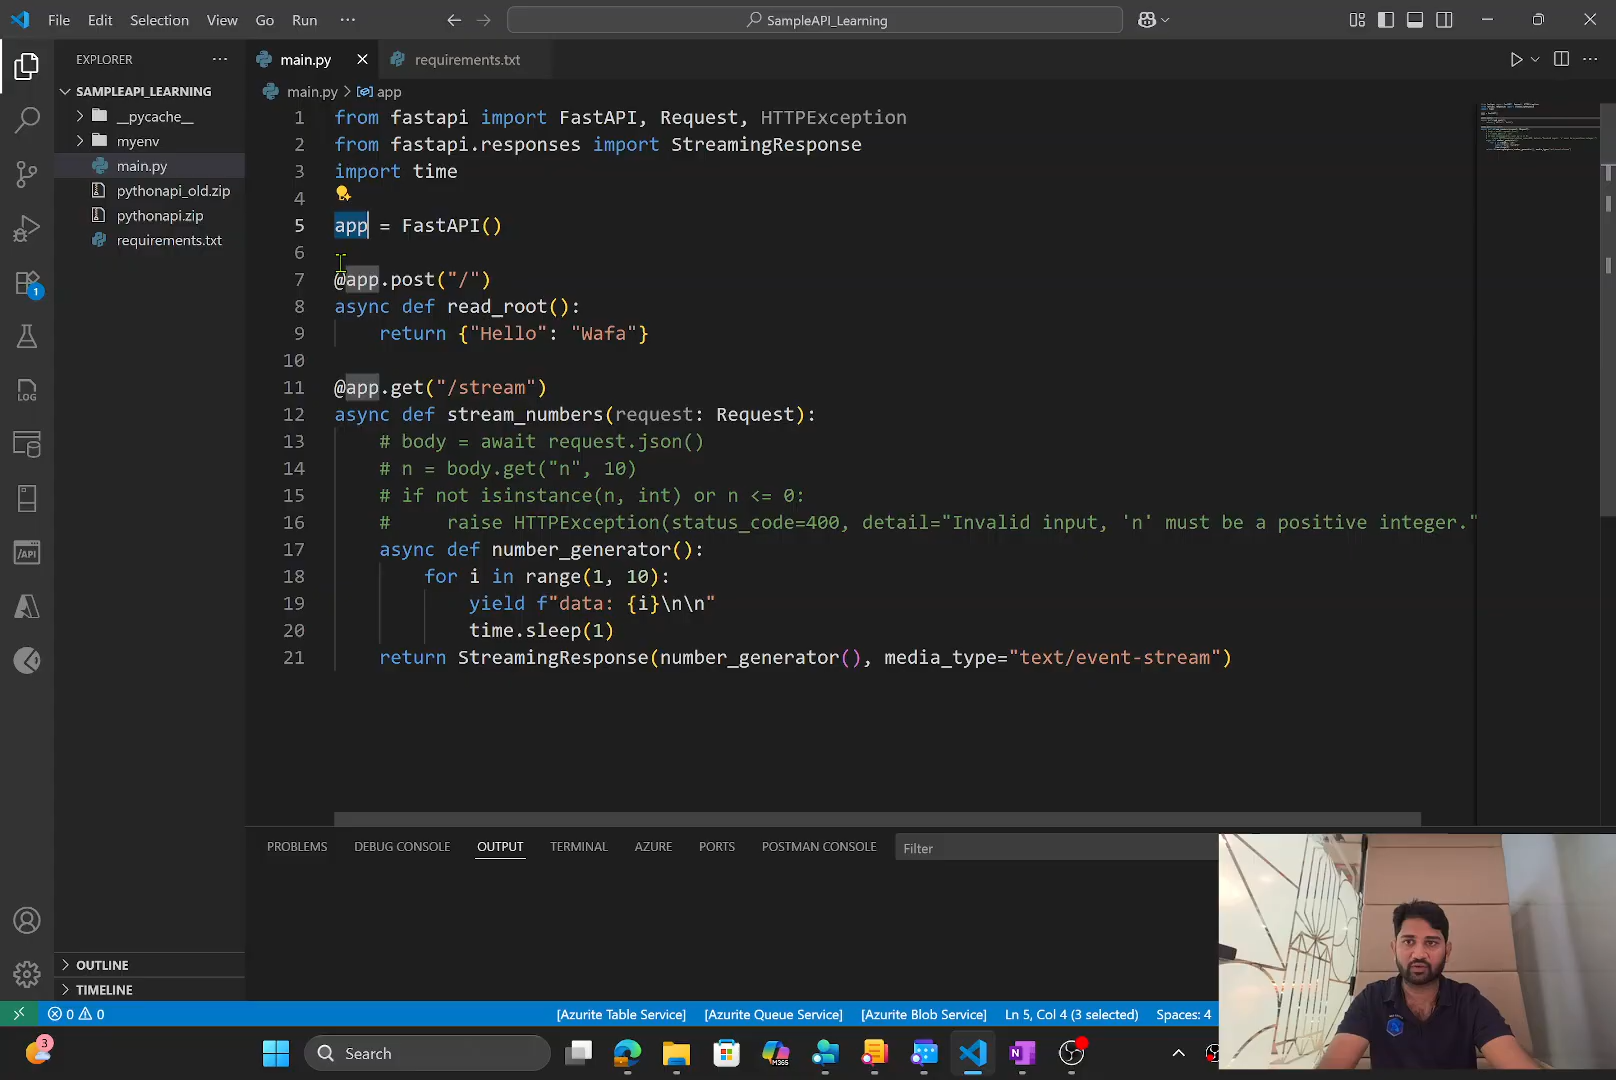 File Edit Selection View Go Run ···
SampleAPI_Learning
EXPLORER
SAMPLEAPI_LEARNING
__pycache__
myenv
main.py
pythonapi_old.zip
pythonapi.zip
requirements.txt
1
OUTLINE
TIMELINE
main.py
requirements.txt
main.py > app
1 from fastapi import FastAPI, Request, HTTPException
2 from fastapi.responses import StreamingResponse
3 import time
4
5 app = FastAPI()
6
7 @app.post("/")
8 async def read_root():
9 return {"Hello": "Wafa"}
10
11 @app.get("/stream")
12 async def stream_numbers(request: Request):
13 # body = await request.json()
14 # n = body.get("n", 10)
15 # if not isinstance(n, int) or n <= 0:
16 # raise HTTPException(status_code=400, detail="Invalid input, 'n' must be a positive integer."
17 async def number_generator():
18 for i in range(1, 10):
19 yield f"data: {i}\n\n"
20 time.sleep(1)
21 return StreamingResponse(number_generator(), media_type="text/event-stream")
LOG
/API
PROBLEMS DEBUG CONSOLE OUTPUT TERMINAL AZURE PORTS POSTMAN CONSOLE Filter
0 0 [Azurite Table Service] [Azurite Queue Service] [Azurite Blob Service] Ln 5, Col 4 (3 selected) Spaces: 4
3 Search M365 N